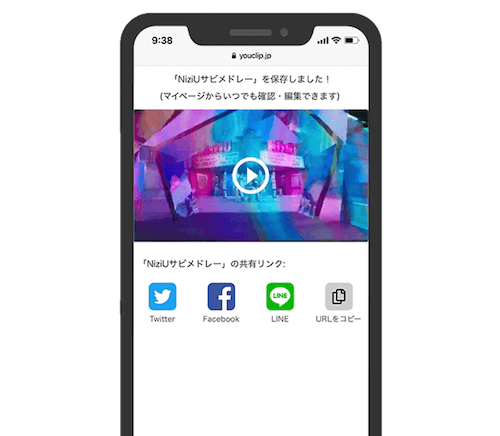 9:38
youclip.jp
「NiziUサビメドレー」を保存しました！
(マイページからいつでも確認・編集できます)
「NiziUサビメドレー」の共有リンク:
Twitter
Facebook
LINE
LINE
URLをコピー